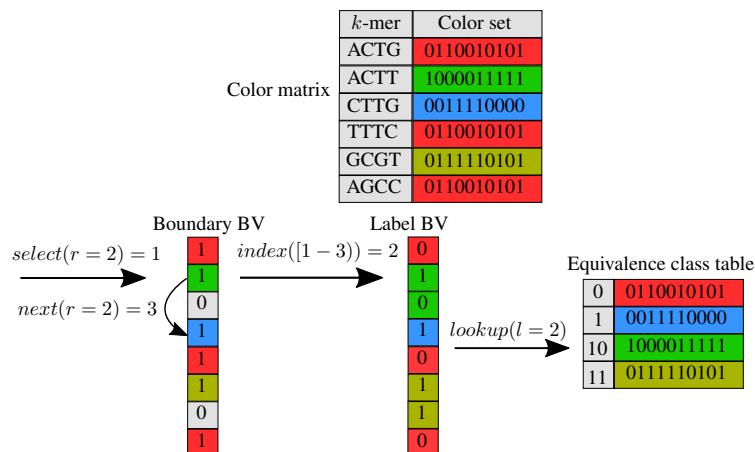 k-mer Color set
ACTG 0110010101
ACTT 1000011111
Color matrix
CTTG 0011110000
TTTC 0110010101
GCGT 0111110101
AGCC 0110010101
Boundary BV
Label BV
select(r = 2) = 1
next(r = 2) = 3
1
1
0
1
1
1
0
1
index([1 − 3)) = 2
0
1
0
1
0
1
1
0
lookup(l = 2)
Equivalence class table
0 0110010101
1 0011110000
10 1000011111
11 0111110101